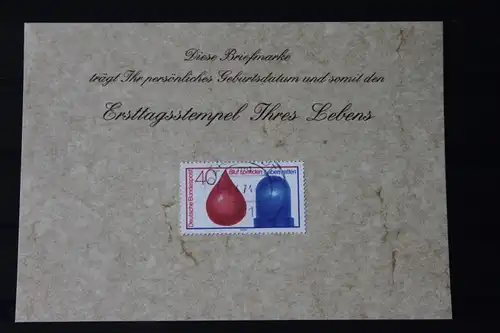 Diese Briefmarke
trägt Ihr persönliches Geburtsdatum und somit den
Ersttagsstempel Ihres Lebens
40
Blut spenden Leben retten
Deutsche Bundespost